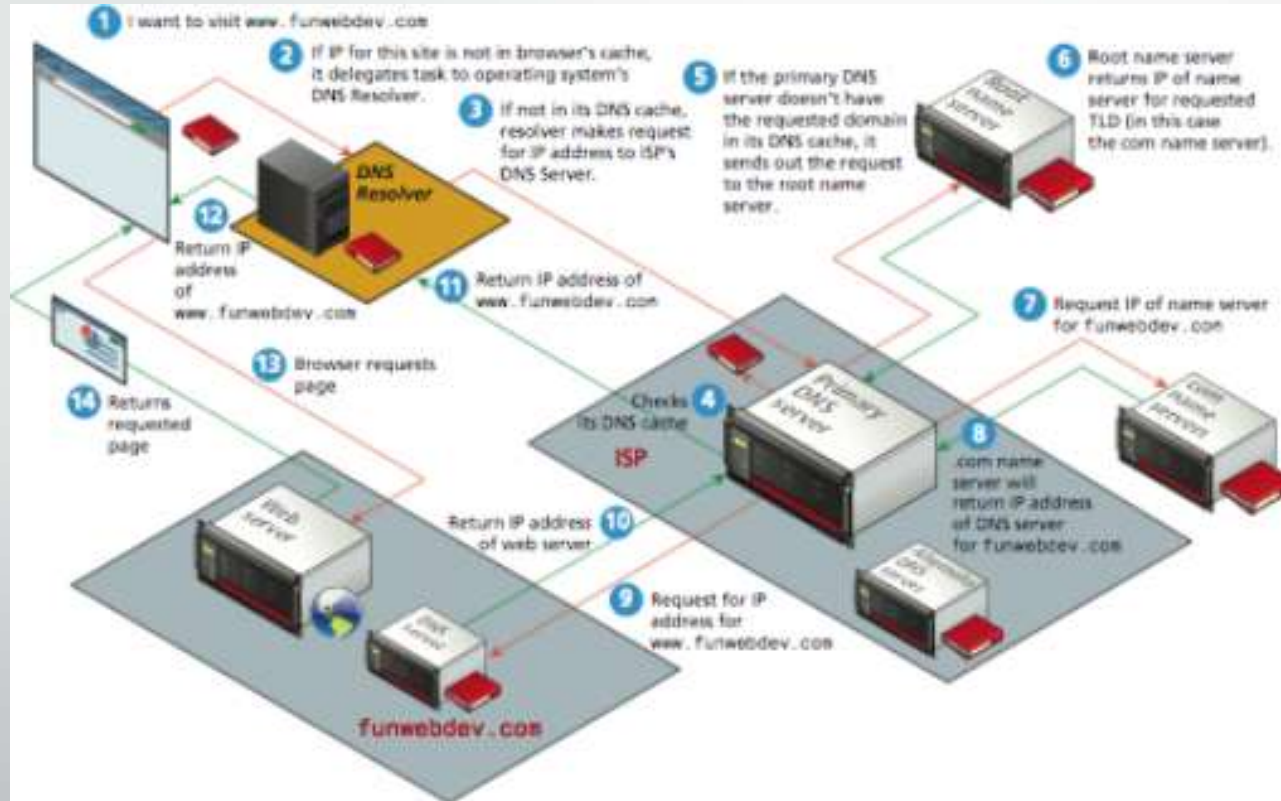 1 I want to visit www.funwebdev.com
2 If IP for this site is not in browser's cache,
it delegates task to operating system's
DNS Resolver.
3 If not in its DNS cache,
resolver makes request
for IP address to ISP's
DNS Server.
DNS
Resolver
5 If the primary DNS
server doesn't have
the requested domain
in its DNS cache, it
sends out the request
to the root name
server.
Root
name
server
6 Root name server
returns IP of name
server for requested
TLD (in this case
the com name server).
12
Return IP
address
of
www.funwebdev.com
11 Return IP address of
www.funwebdev.com
7 Request IP of name server
for funwebdev.com
com
name
server
13 Browser requests
page
14 Returns
requested
page
Checks 4
its DNS cache
ISP
Primary
DNS
server
8
.com name
server will
return IP address
of DNS server
for funwebdev.com
Web
server
Return IP address 10
of web server
9 Request for IP
address for
www.funwebdev.com
DNS
server
DNS
server
funwebdev.com